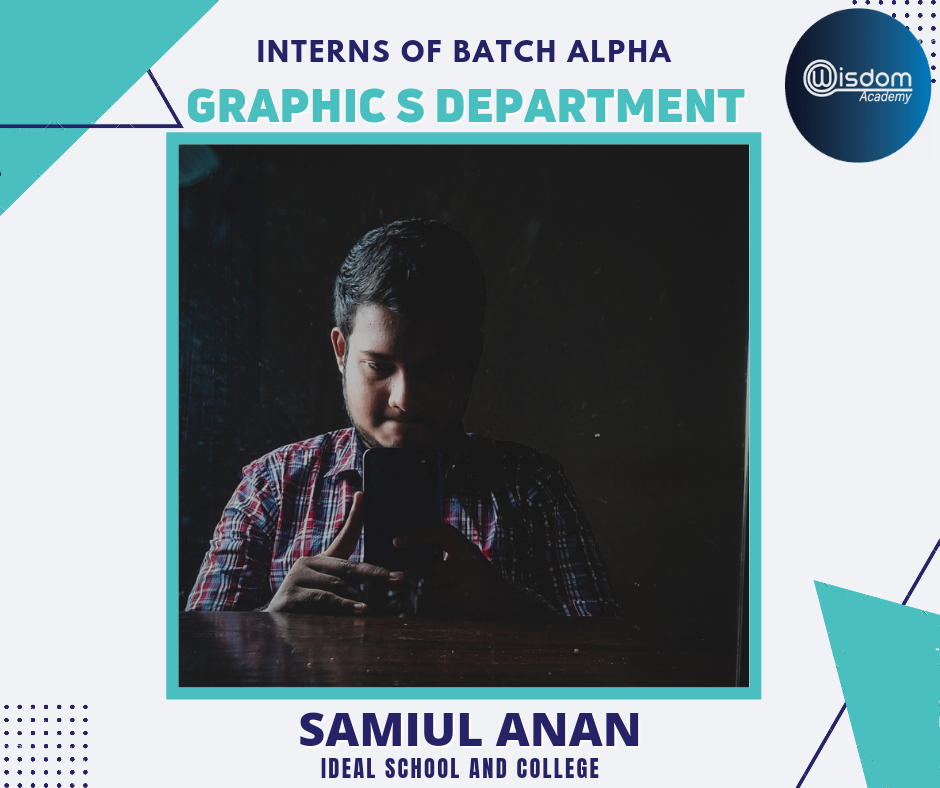 INTERNS OF BATCH ALPHA
GRAPHIC S DEPARTMENT
Wisdom
Academy
SAMIUL ANAN
IDEAL SCHOOL AND COLLEGE